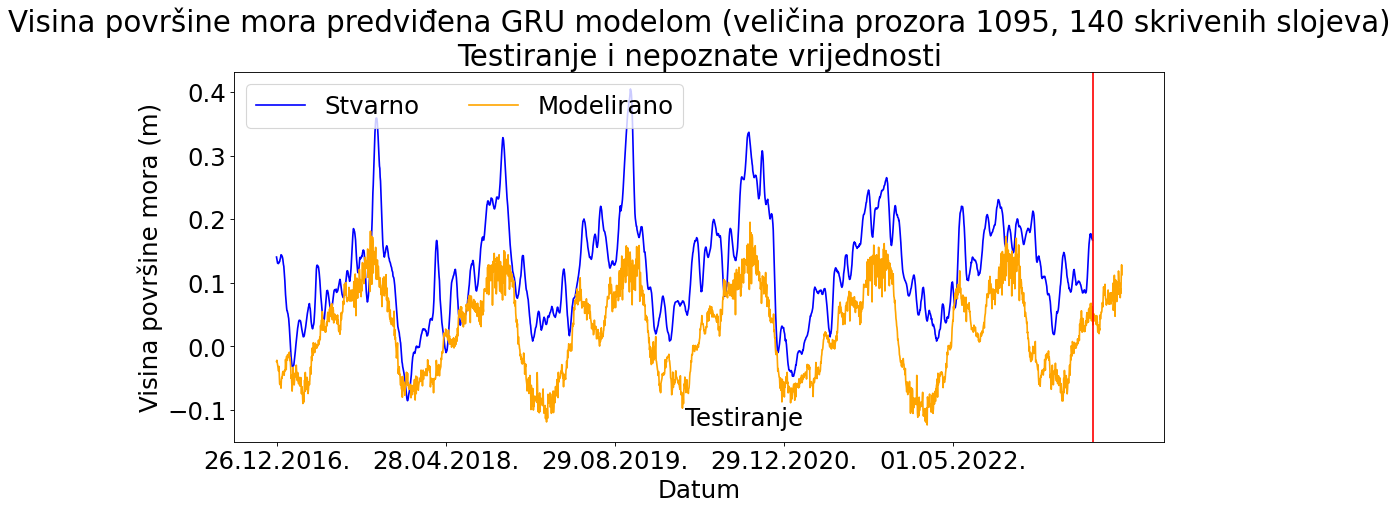 Visina površine mora predviđena GRU modelom (veličina prozora 1095, 140 skrivenih slojeva)
Testiranje i nepoznate vrijednosti
Stvarno Modelirano
Visina površine mora (m)
0.4
0.3
0.2
0.1
0.0
−0.1
Testiranje
26.12.2016. 28.04.2018. 29.08.2019. 29.12.2020. 01.05.2022.
Datum